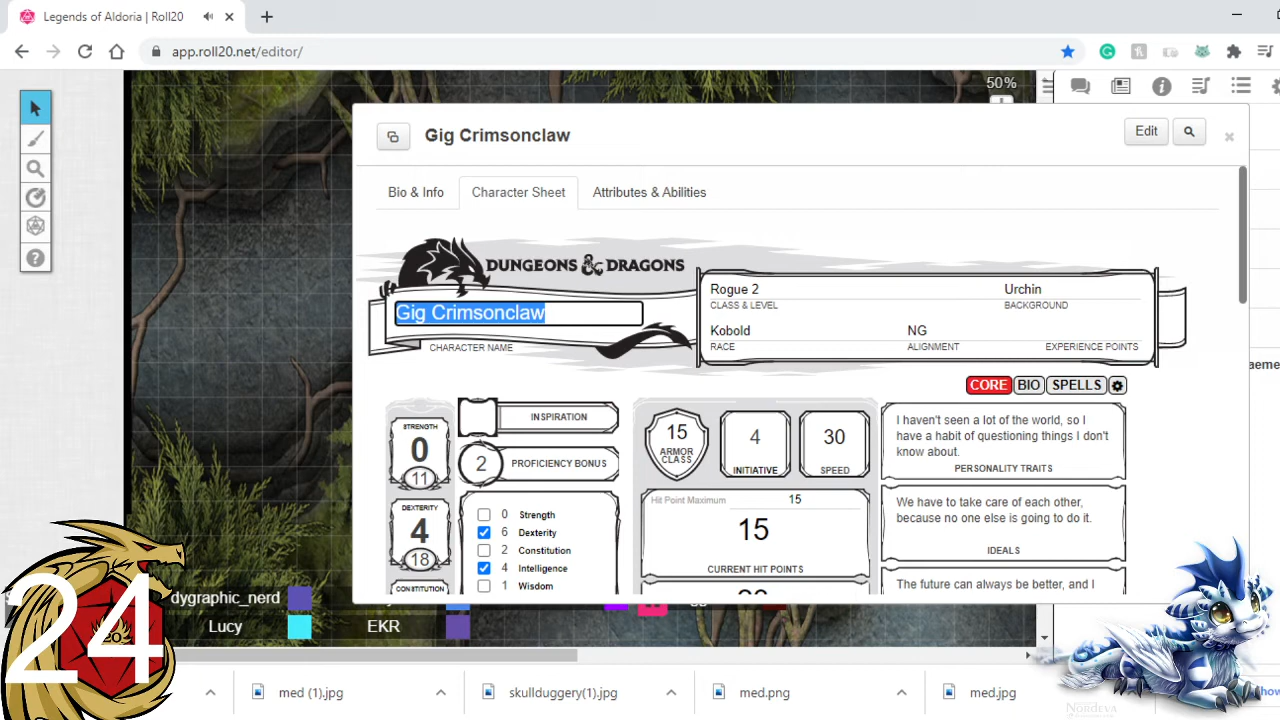 Legends of Aldoria | Roll20
app.roll20.net/editor/
50%
Gig Crimsonclaw
Edit
Bio & Info
Character Sheet
Attributes & Abilities
DUNGEONS & DRAGONS
Gig Crimsonclaw
CHARACTER NAME
Rogue 2
Urchin
CLASS & LEVEL
BACKGROUND
Kobold
NG
RACE
ALIGNMENT
EXPERIENCE POINTS
CORE
BIO
SPELLS
STRENGTH
0
11
DEXTERITY
4
18
CONSTITUTION
INSPIRATION
2
PROFICIENCY BONUS
0 Strength
6 Dexterity
2 Constitution
4 Intelligence
1 Wisdom
15
ARMOR
CLASS
4
INITIATIVE
30
SPEED
Hit Point Maximum
15
15
CURRENT HIT POINTS
I haven't seen a lot of the world, so I
have a habit of questioning things I don't
know about.
PERSONALITY TRAITS
We have to take care of each other,
because no one else is going to do it.
IDEALS
The future can always be better, and I
24
20
dygraphic_nerd
Lucy
EKR
med (1).jpg
skullduggery(1).jpg
med.png
med.jpg
NORDEVA